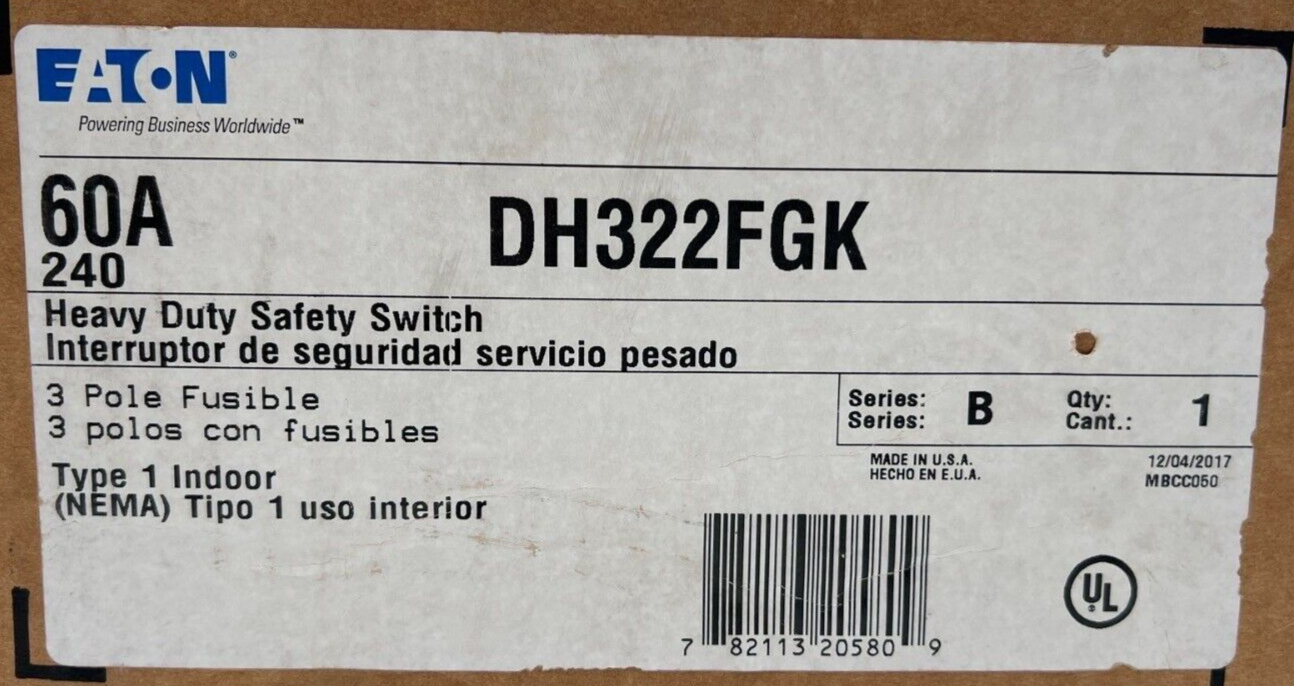 EATON®
Powering Business Worldwide™
60A
DH322FGK
240
Heavy Duty Safety Switch
Interruptor de seguridad servicio pesado
3 Pole Fusible
3 polos con fusibles
Series: B Qty: 1
Series: Cant.:
Type 1 Indoor
(NEMA) Tipo 1 uso interior
MADE IN U.S.A.
HECHO EN E.U.A.
12/04/2017
MBCC050
7 82113 20580 9
UL